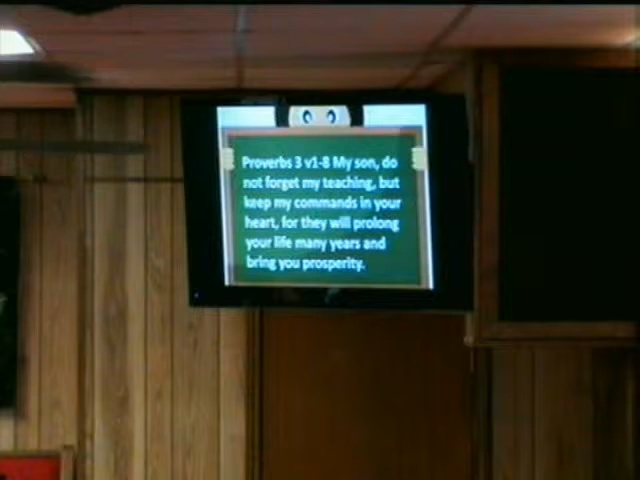 Proverbs 3 v1-8 My son, do
not forget my teaching, but
keep my commands in your
heart, for they will prolong
your life many years and
bring you prosperity.